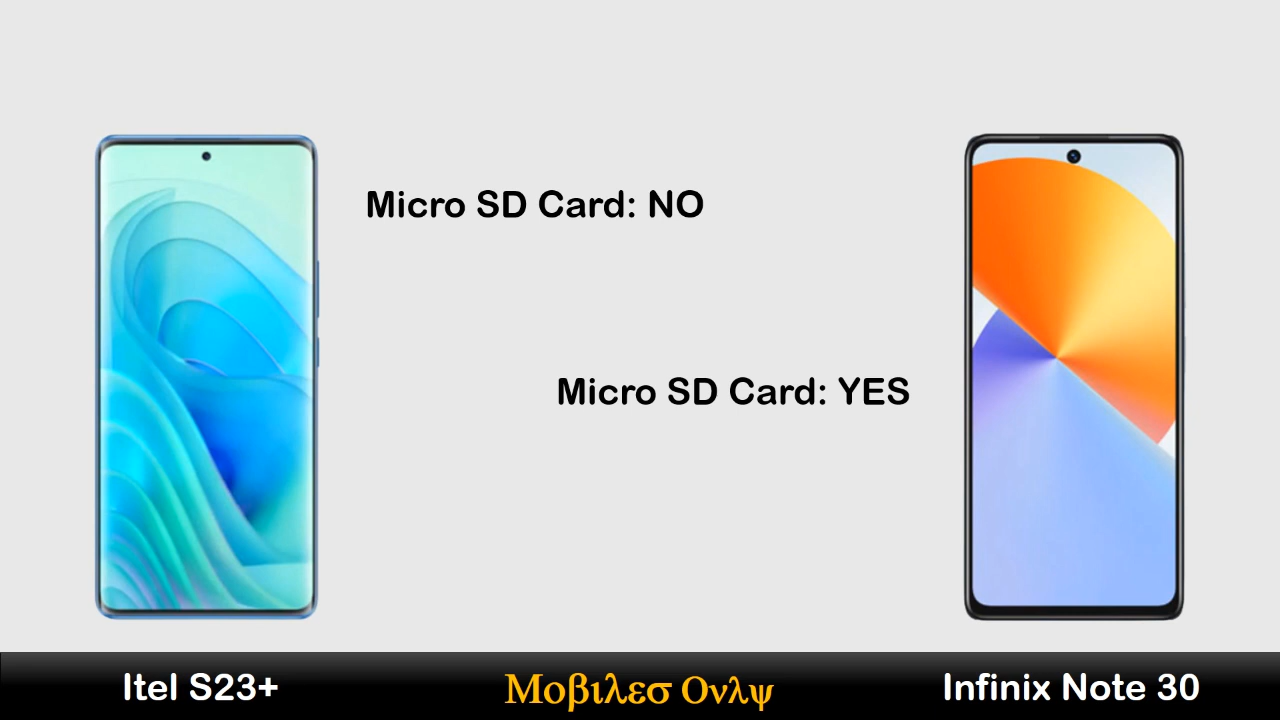 Micro SD Card: NO
Micro SD Card: YES
Itel S23+
Μοβιλεσ Ονλψ
Infinix Note 30